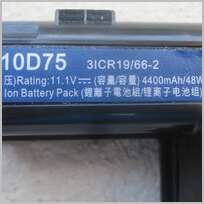 10D75 3ICR19/66-2
压)Rating:11.1V⎓(容量/容量) 4400mAh/48W
Ion Battery Pack (鋰離子電池組/锂离子电池组)